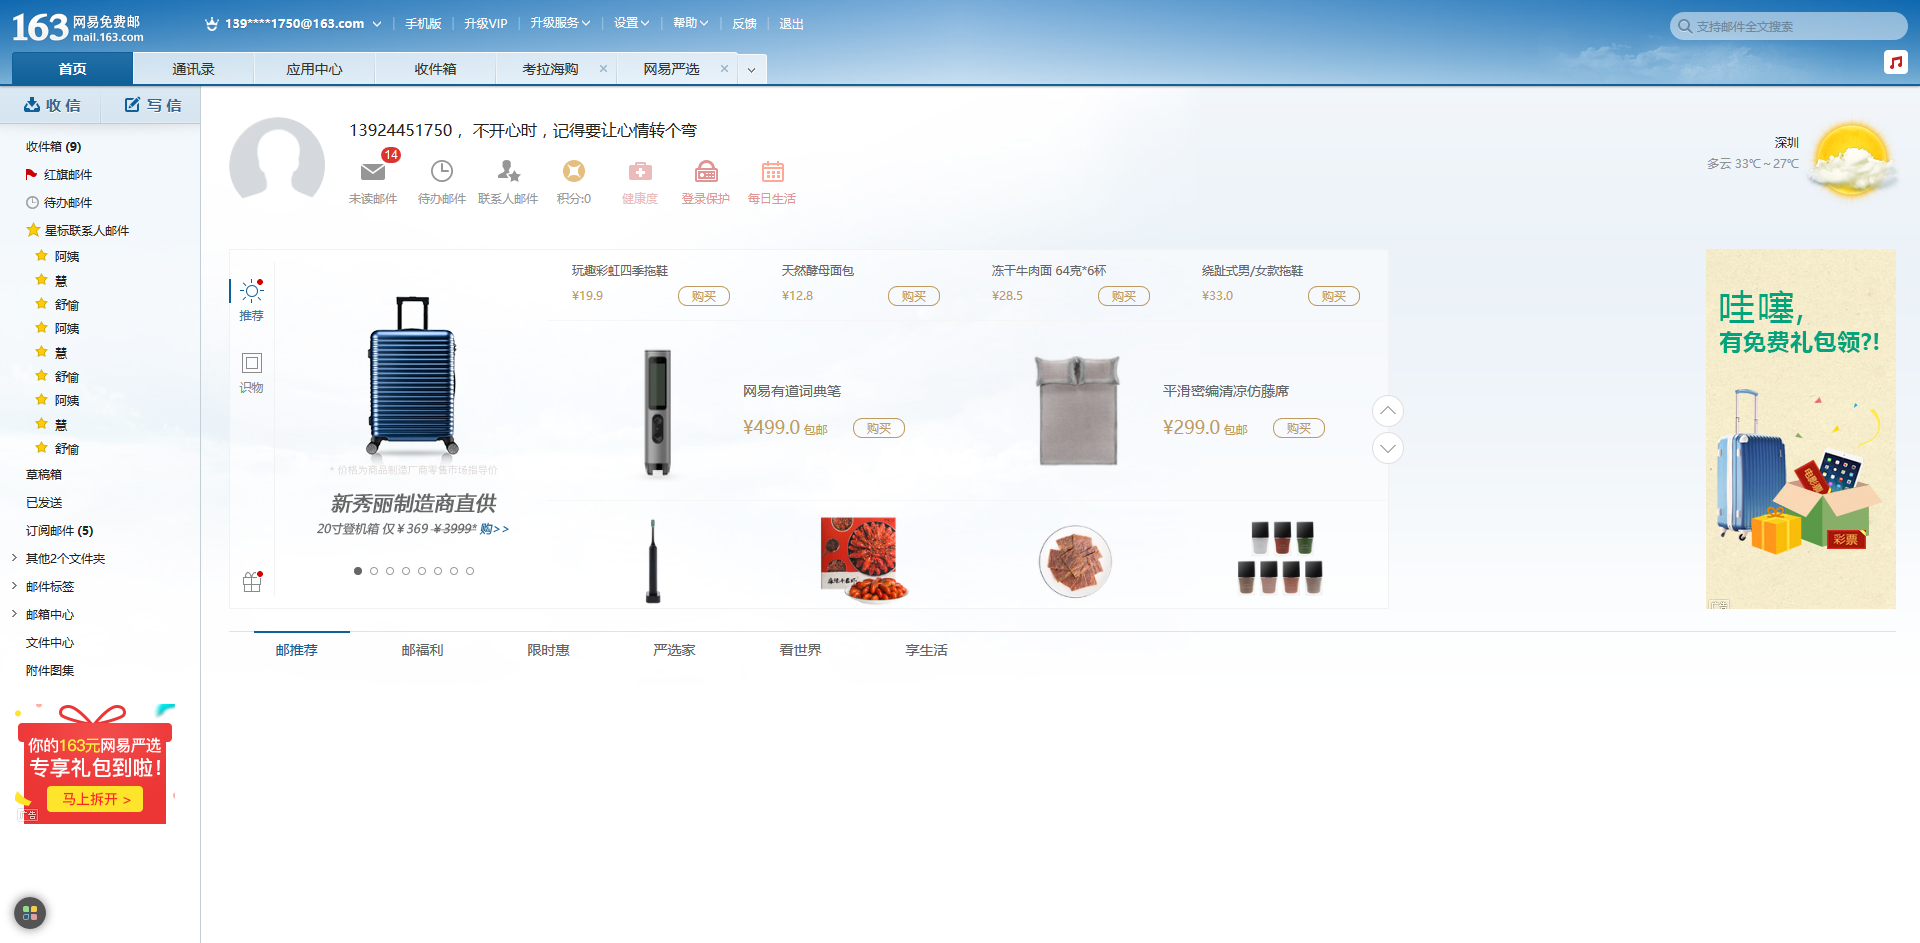 163 网易免费邮
mail.163.com
139****1750@163.com
手机版
升级VIP
升级服务
设置
帮助
反馈
退出
支持邮件全文搜索
首页
通讯录
应用中心
收件箱
考拉海购
网易严选
收信
写信
收件箱 (9)
红旗邮件
待办邮件
星标联系人邮件
阿姨
慧
舒愉
阿姨
慧
舒愉
阿姨
慧
舒愉
草稿箱
已发送
订阅邮件 (5)
其他2个文件夹
邮件标签
邮箱中心
文件中心
附件图集
你的163元网易严选
专享礼包到啦!
马上拆开 >
广告
13924451750， 不开心时，记得要让心情转个弯
14
未读邮件
待办邮件
联系人邮件
积分:0
健康度
登录保护
每日生活
深圳
多云 33℃~27℃
推荐
识物
* 价格为商品制造厂商零售市场指导价
新秀丽制造商直供
20寸登机箱 仅￥369 ￥3999* 购>>
玩趣彩虹四季拖鞋
¥19.9
购买
天然酵母面包
¥12.8
购买
冻干牛肉面 64克*6杯
¥28.5
购买
绕趾式男/女款拖鞋
¥33.0
购买
网易有道词典笔
¥499.0 包邮
购买
平滑密编清凉仿藤席
¥299.0 包邮
购买
哇噻,
有免费礼包领?!
电影票
彩票
广告
邮推荐
邮福利
限时惠
严选家
看世界
享生活